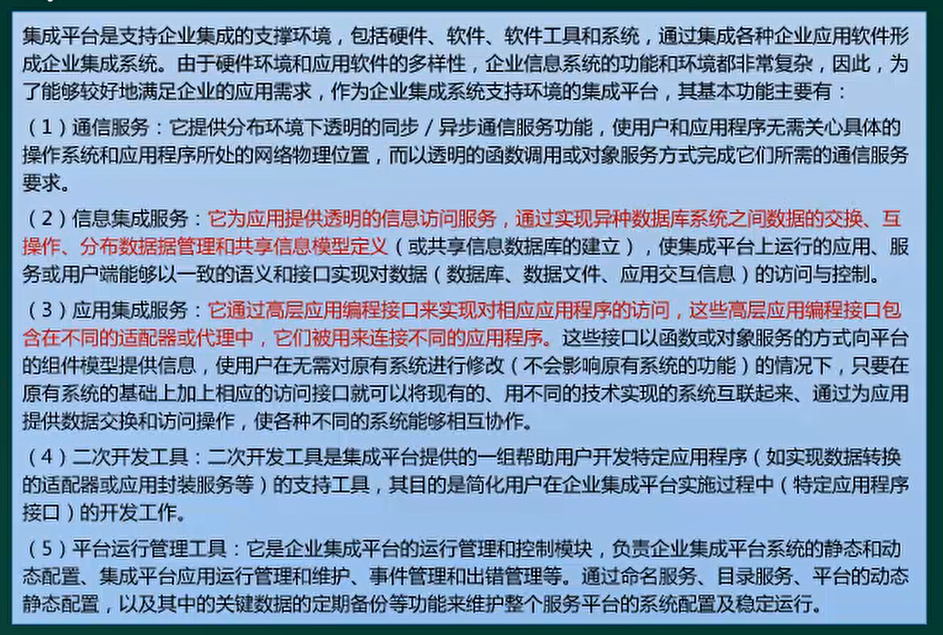 集成平台是支持企业集成的支撑环境，包括硬件、软件、软件工具和系统，通过集成各种企业应用软件形
成企业集成系统。由于硬件环境和应用软件的多样性，企业信息系统的功能和环境都非常复杂，因此，为
了能够较好地满足企业的应用需求，作为企业集成系统支持环境的集成平台，其基本功能主要有：
（1）通信服务：它提供分布环境下透明的同步/异步通信服务功能，使用户和应用程序无需关心具体的
操作系统和应用程序所处的网络物理位置，而以透明的函数调用或对象服务方式完成它们所需的通信服务
要求。
（2）信息集成服务：它为应用提供透明的信息访问服务，通过实现异种数据库系统之间数据的交换、互
操作、分布数据据管理和共享信息模型定义（或共享信息数据库的建立），使集成平台上运行的应用、服
务或用户端能够以一致的语义和接口实现对数据（数据库、数据文件、应用交互信息）的访问与控制。
（3）应用集成服务：它通过高层应用编程接口来实现对相应应用程序的访问，这些高层应用编程接口包
含在不同的适配器或代理中，它们被用来连接不同的应用程序。这些接口以函数或对象服务的方式向平台
的组件模型提供信息，使用户在无需对原有系统进行修改（不会影响原有系统的功能）的情况下，只要在
原有系统的基础上加上相应的访问接口就可以将现有的、用不同的技术实现的系统互联起来、通过为应用
提供数据交换和访问操作，使各种不同的系统能够相互协作。
（4）二次开发工具：二次开发工具是集成平台提供的一组帮助用户开发特定应用程序（如实现数据转换
的适配器或应用封装服务等）的支持工具，其目的是简化用户在企业集成平台实施过程中（特定应用程序
接口）的开发工作。
（5）平台运行管理工具：它是企业集成平台的运行管理和控制模块，负责企业集成平台系统的静态和动
态配置、集成平台应用运行管理和维护、事件管理和出错管理等。通过命名服务、目录服务、平台的动态
静态配置，以及其中的关键数据的定期备份等功能来维护整个服务平台的系统配置及稳定运行。